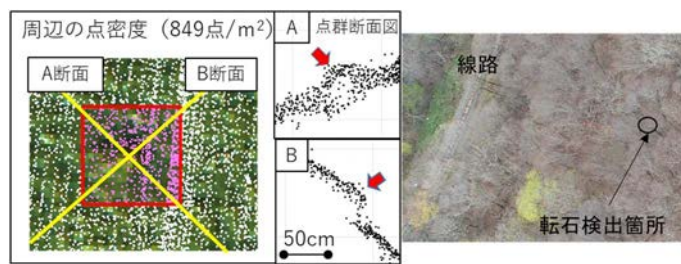 周辺の点密度（849点/m²）
A断面
B断面
A
点群断面図
B
50cm
線路
転石検出箇所